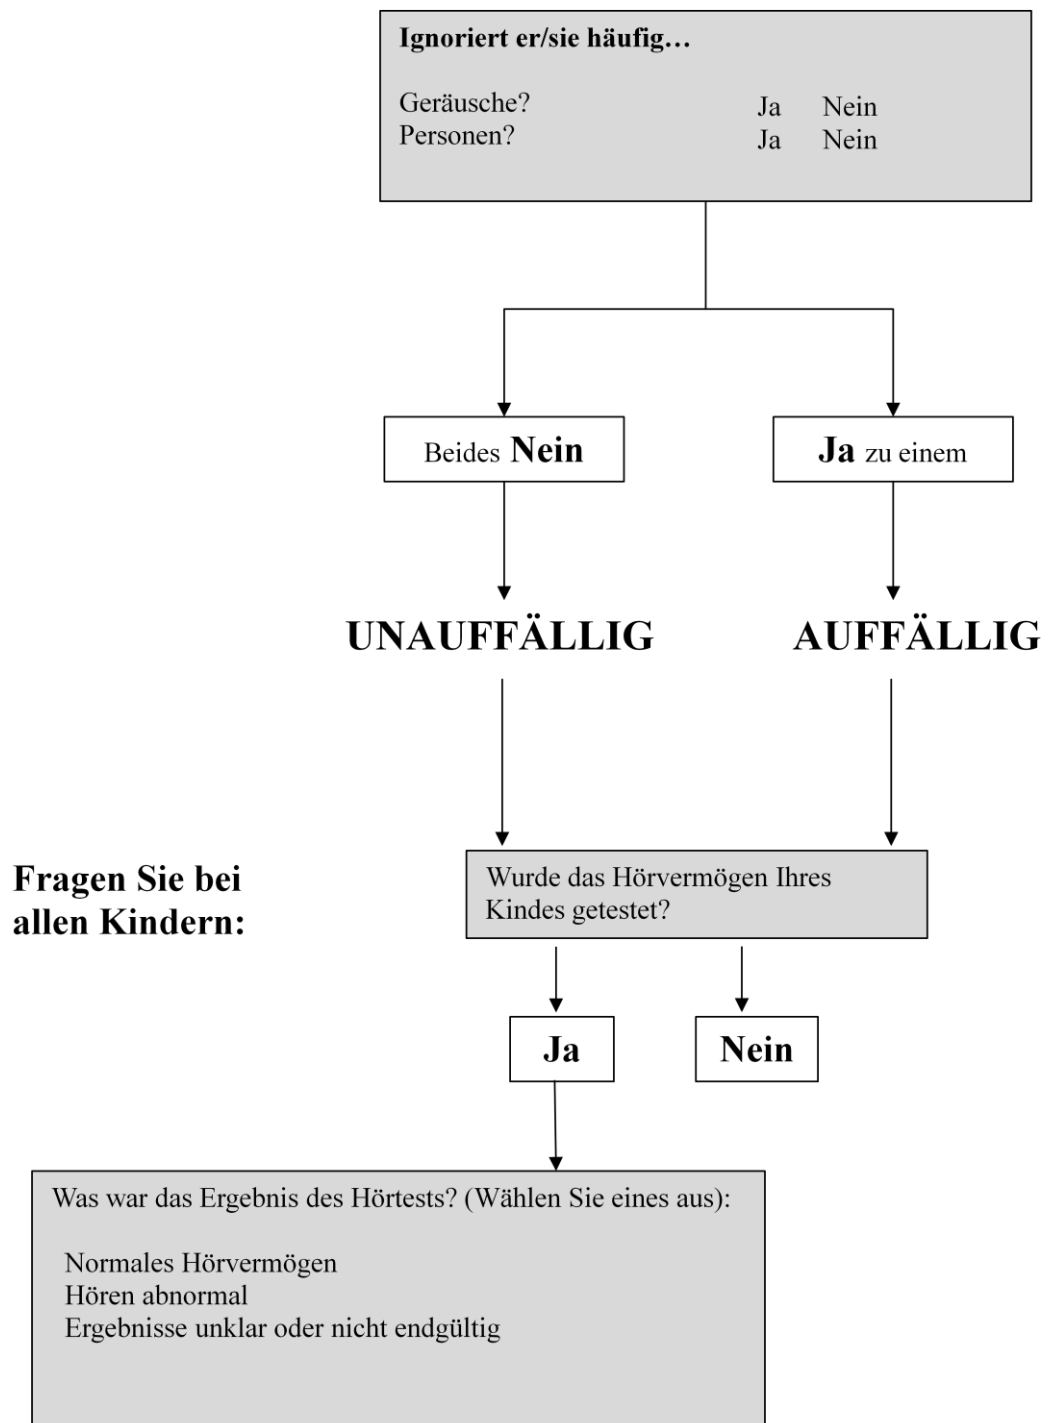 Ignoriert er/sie häufig…
Geräusche? Ja Nein
Personen? Ja Nein
Beides Nein
Ja zu einem
UNAUFFÄLLIG
AUFFÄLLIG
Fragen Sie bei
allen Kindern:
Wurde das Hörvermögen Ihres
Kindes getestet?
Ja
Nein
Was war das Ergebnis des Hörtests? (Wählen Sie eines aus):
Normales Hörvermögen
Hören abnormal
Ergebnisse unklar oder nicht endgültig